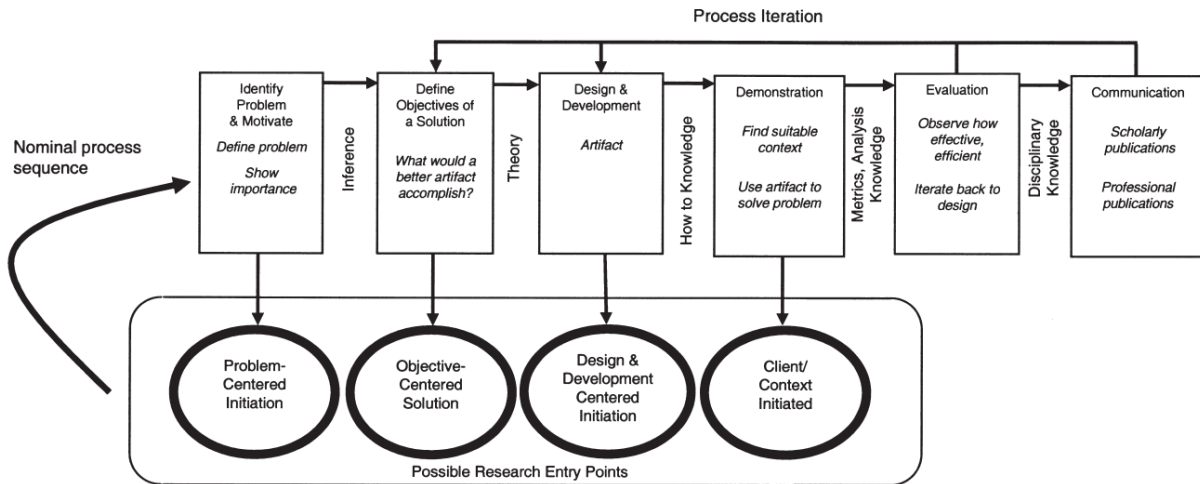 Process Iteration
Nominal process
sequence
Identify
Problem
& Motivate
Define problem
Show
importance
Inference
Define
Objectives of
a Solution
What would a
better artifact
accomplish?
Theory
Design &
Development
Artifact
How to Knowledge
Demonstration
Find suitable
context
Use artifact to
solve problem
Metrics, Analysis
Knowledge
Evaluation
Observe how
effective,
efficient
Iterate back to
design
Disciplinary
Knowledge
Communication
Scholarly
publications
Professional
publications
Problem-
Centered
Initiation
Objective-
Centered
Solution
Design &
Development
Centered
Initiation
Client/
Context
Initiated
Possible Research Entry Points